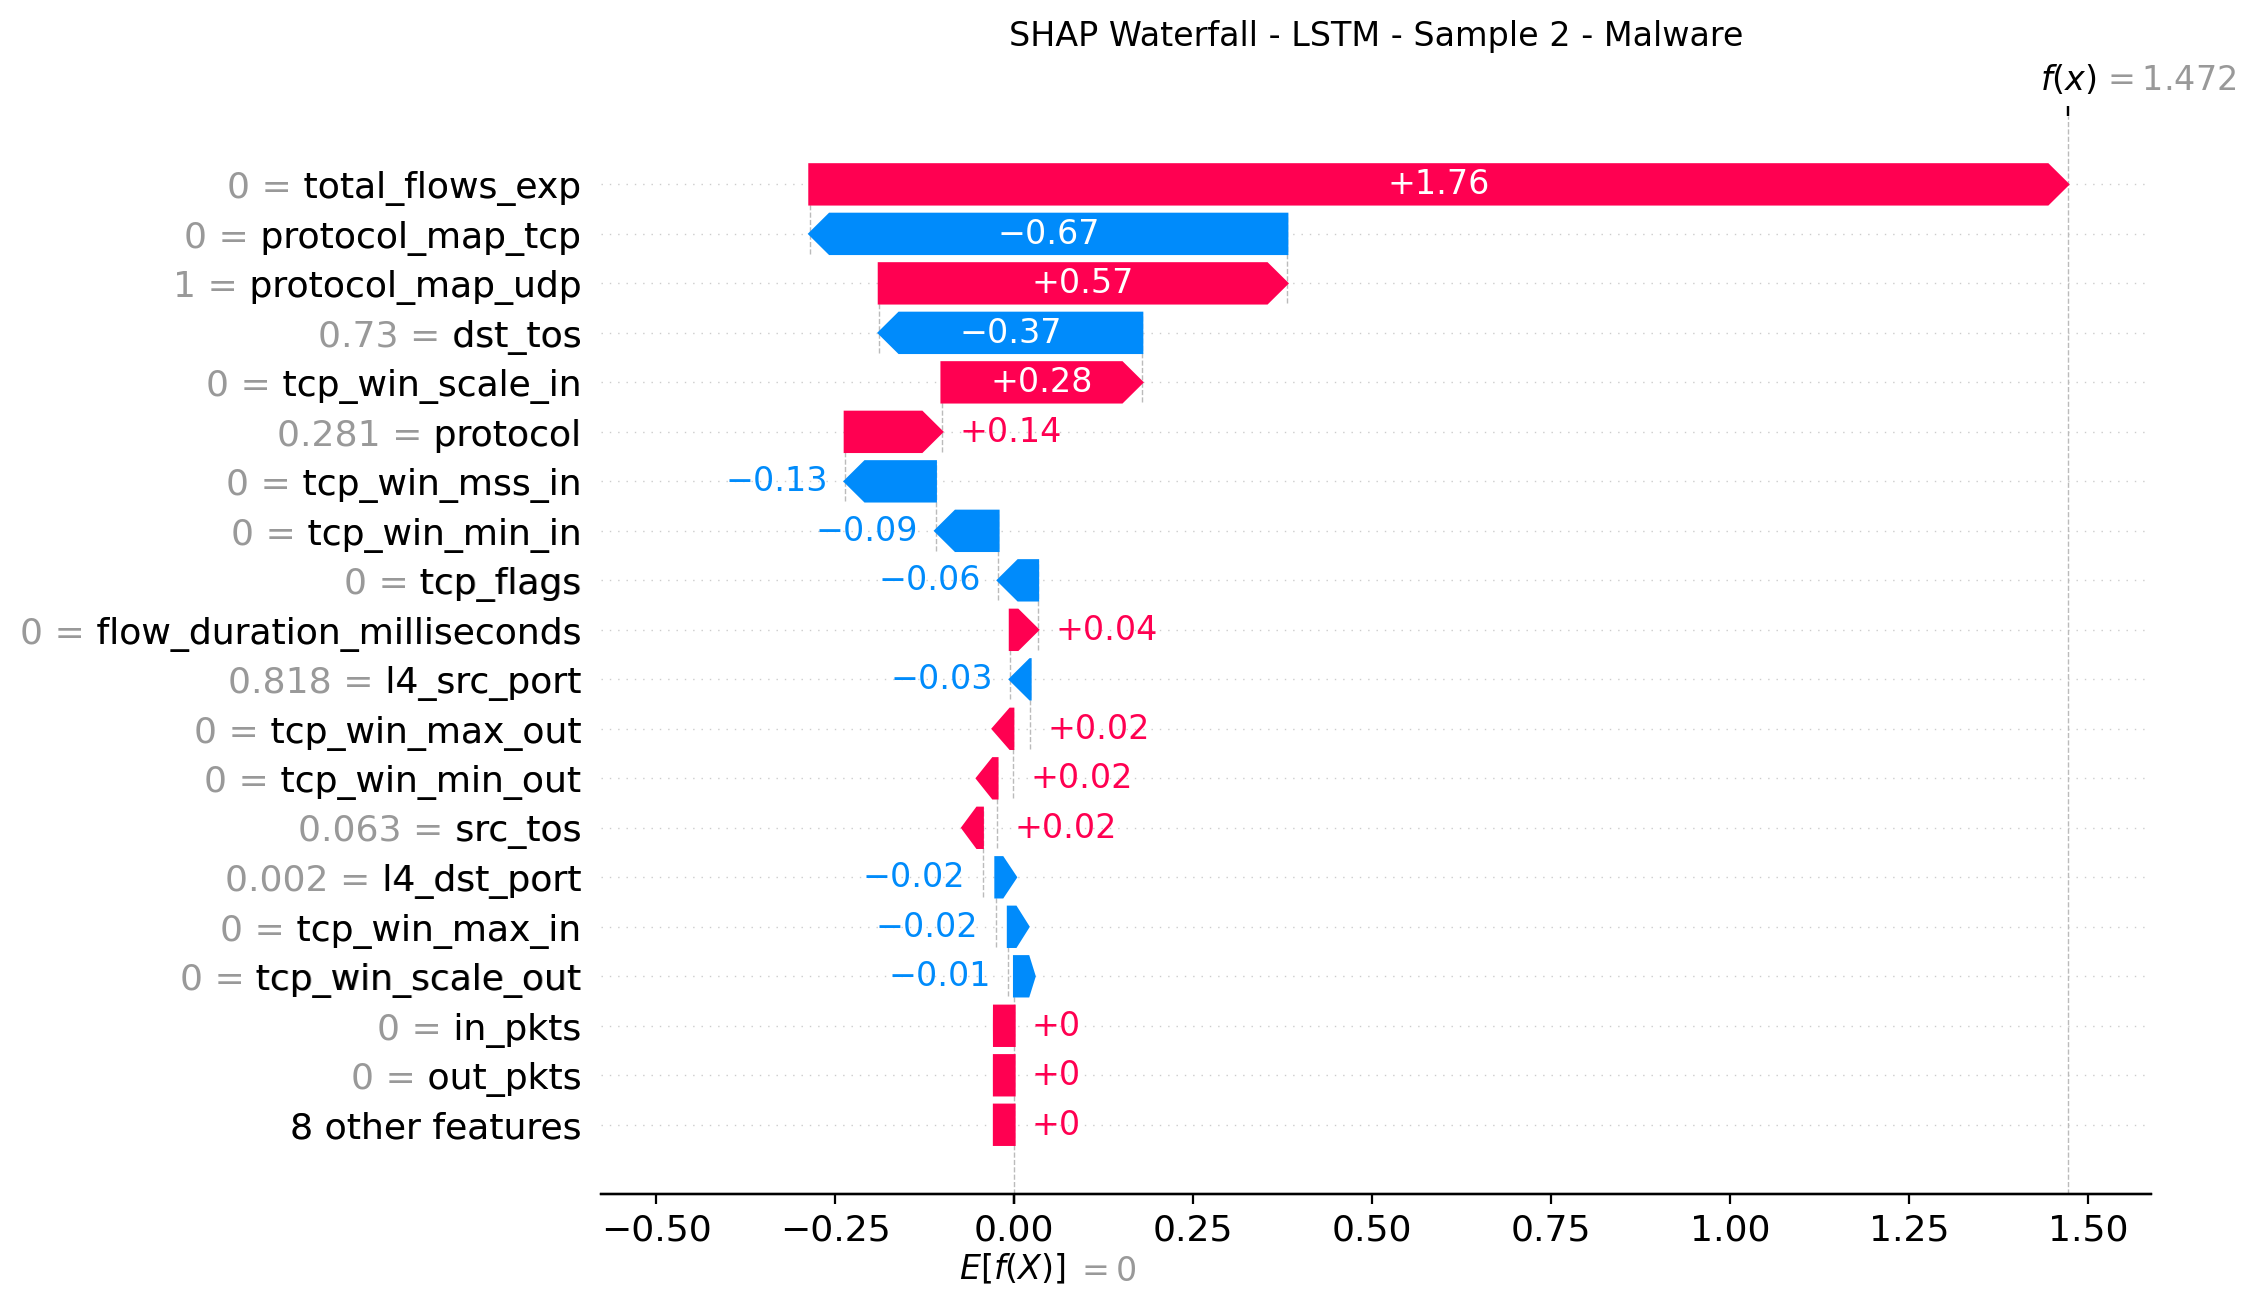 SHAP Waterfall - LSTM - Sample 2 - Malware
f(x) = 1.472
0 = total_flows_exp +1.76
0 = protocol_map_tcp −0.67
1 = protocol_map_udp +0.57
0.73 = dst_tos −0.37
0 = tcp_win_scale_in +0.28
0.281 = protocol +0.14
0 = tcp_win_mss_in −0.13
0 = tcp_win_min_in −0.09
0 = tcp_flags −0.06
0 = flow_duration_milliseconds +0.04
0.818 = l4_src_port −0.03
0 = tcp_win_max_out +0.02
0 = tcp_win_min_out +0.02
0.063 = src_tos +0.02
0.002 = l4_dst_port −0.02
0 = tcp_win_max_in −0.02
0 = tcp_win_scale_out −0.01
0 = in_pkts +0
0 = out_pkts +0
8 other features +0
−0.50 −0.25 0.00 0.25 0.50 0.75 1.00 1.25 1.50
E[f(X)] = 0